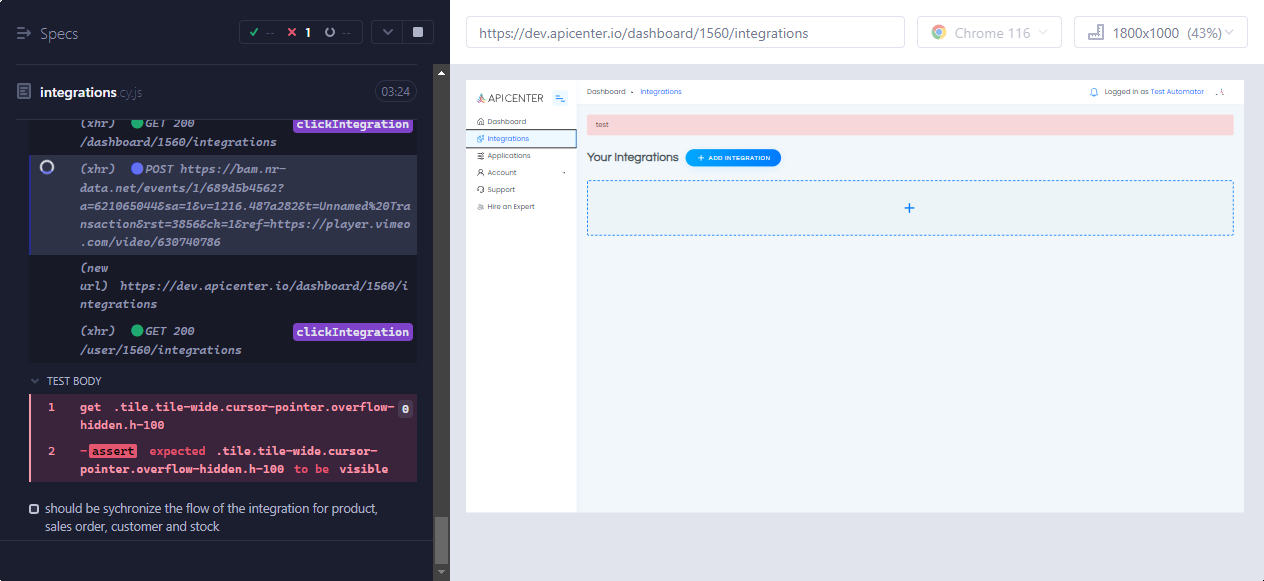 Specs
-- 1 --
integrations.cy.js
03:24
(xhr) GET 200 clickIntegration
/dashboard/1560/integrations
(xhr) POST https://bam.nr-
data.net/events/1/689d5b4562?
a=621065044&sa=1&v=1216.487a282&t=Unnamed%20Tra
nsaction&rst=3856&ck=1&ref=https://player.vimeo
.com/video/630740786
(new
url) https://dev.apicenter.io/dashboard/1560/i
ntegrations
(xhr) GET 200 clickIntegration
/user/1560/integrations
TEST BODY
1 get .tile.tile-wide.cursor-pointer.overflow- 0
hidden.h-100
2 -assert expected .tile.tile-wide.cursor-
pointer.overflow-hidden.h-100 to be visible
should be sychronize the flow of the integration for product,
sales order, customer and stock
https://dev.apicenter.io/dashboard/1560/integrations
Chrome 116
1800x1000 (43%)
APICENTER
Dashboard
Integrations
Applications
Account
Support
Hire an Expert
Dashboard • Integrations
Logged in as Test Automator
test
Your Integrations
+ ADD INTEGRATION
+